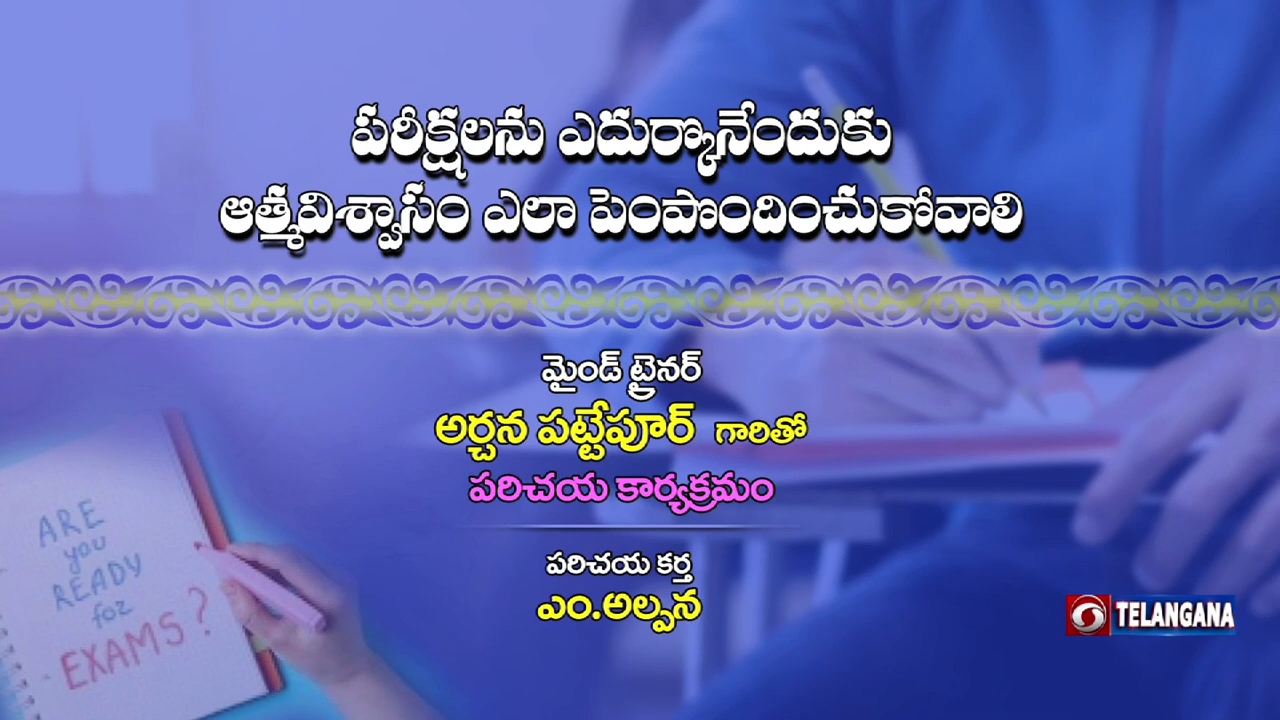 పరీక్షలను ఎదుర్కొనేందుకు
ఆత్మవిశ్వాసం ఎలా పెంపొందించుకోవాలి
మైండ్ ట్రైనర్
అర్చన పట్టేపూర్ గారితో
పరిచయ కార్యక్రమం
పరిచయ కర్త
ఎం.అల్పన
ARE
you
READY
for
EXAMS?
TELANGANA